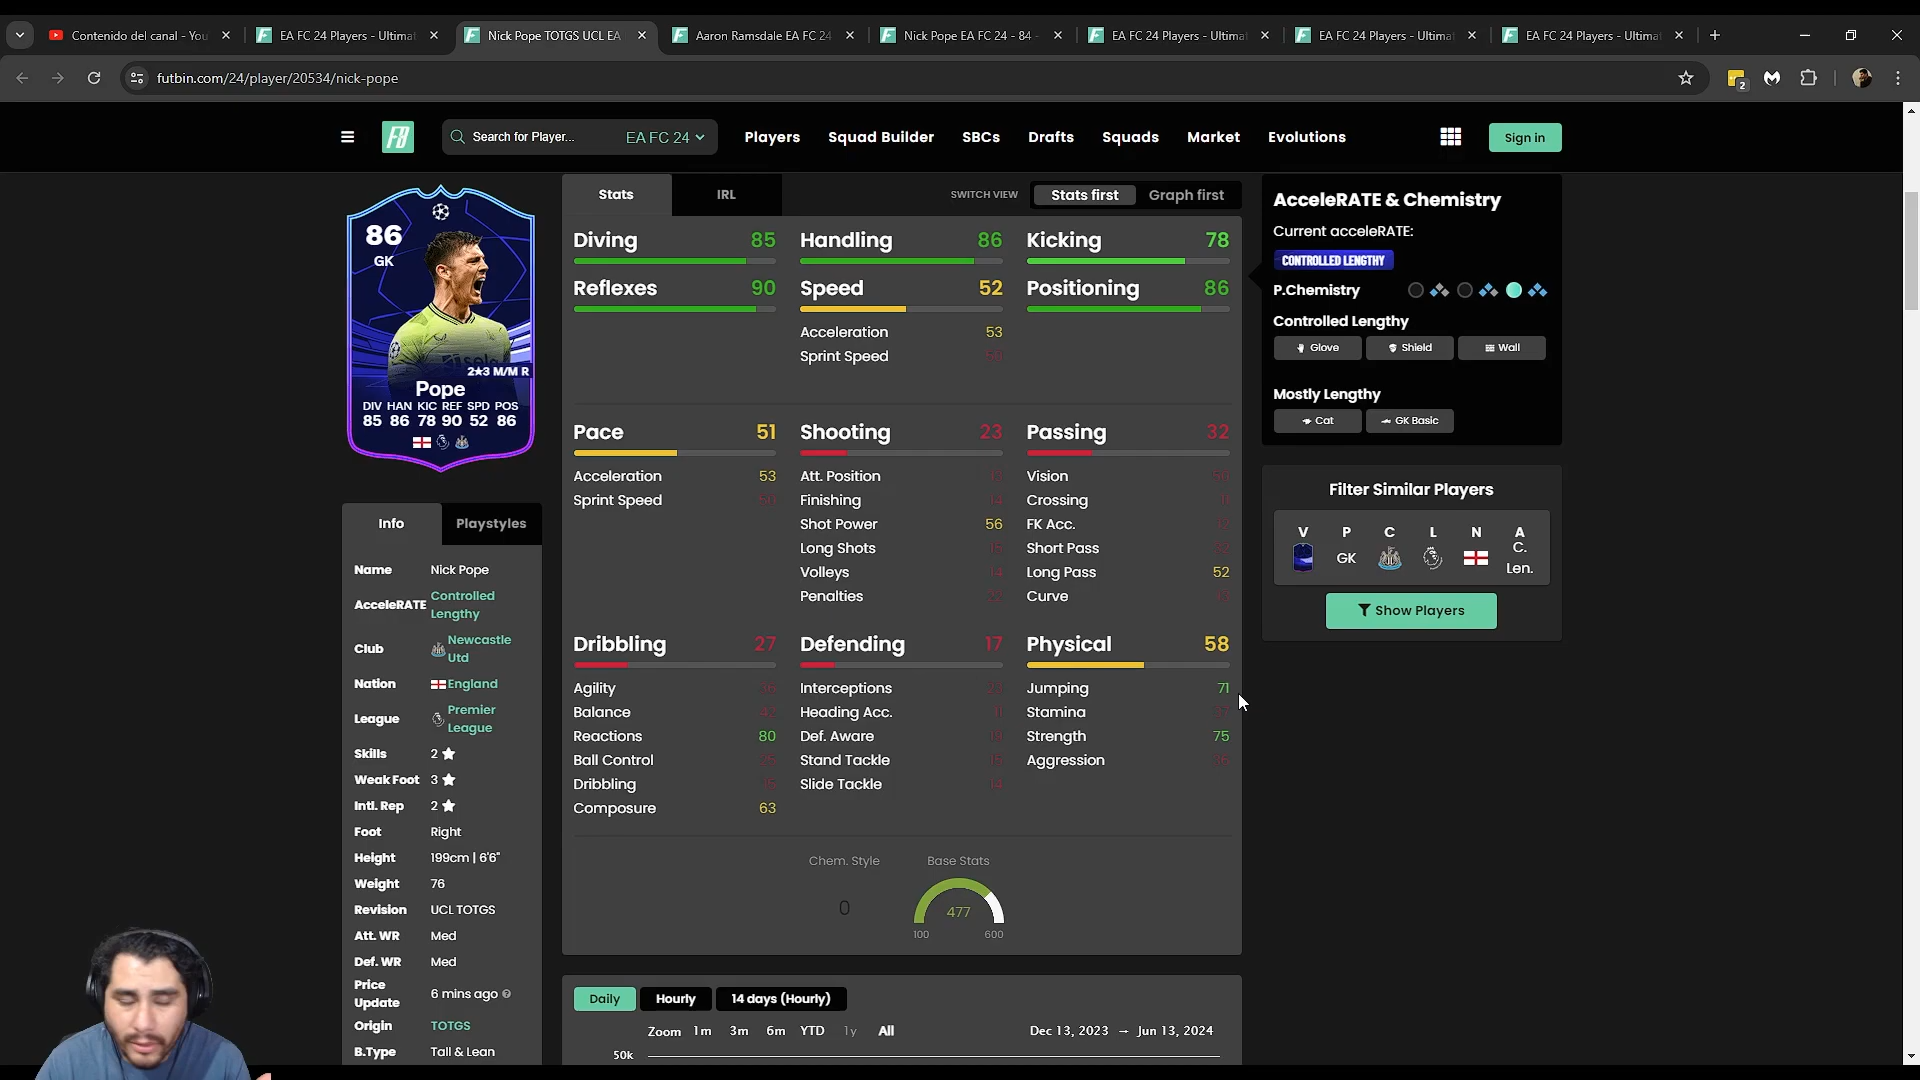 Contenido del canal - You
EA FC 24 Players - Ultimat
Nick Pope TOTGS UCL EA
Aaron Ramsdale EA FC 24
Nick Pope EA FC 24 - 84 -
EA FC 24 Players - Ultimat
EA FC 24 Players - Ultimat
EA FC 24 Players - Ultimat
futbin.com/24/player/20534/nick-pope
2
FB
Search for Player...
EA FC 24
Players
Squad Builder
SBCs
Drafts
Squads
Market
Evolutions
Sign in
86
GK
2★3 M/M R
Pope
DIV HAN KIC REF SPD POS
85 86 78 90 52 86
Stats
IRL
SWITCH VIEW
Stats first
Graph first
Diving 85
Handling 86
Kicking 78
Reflexes 90
Speed 52
Positioning 86
Acceleration 53
Sprint Speed
Pace 51
Shooting 23
Passing 32
Acceleration 53
Att. Position
Vision
Sprint Speed
Finishing
Crossing
Shot Power 56
FK Acc.
Long Shots
Short Pass
Volleys
Long Pass 52
Penalties
Curve
Dribbling 27
Defending 17
Physical 58
Agility
Interceptions
Jumping 71
Balance
Heading Acc.
Stamina
Reactions 80
Def. Aware
Strength 75
Ball Control
Stand Tackle
Aggression
Dribbling
Slide Tackle
Composure 63
Chem. Style
Base Stats
0
477
100
600
Daily
Hourly
14 days (Hourly)
Zoom 1m 3m 6m YTD 1y All
Dec 13, 2023 → Jun 13, 2024
50k
AcceleRATE & Chemistry
Current acceleRATE:
CONTROLLED LENGTHY
P.Chemistry
Controlled Lengthy
Glove
Shield
Wall
Mostly Lengthy
Cat
GK Basic
Filter Similar Players
V P C L N A
GK
C.
Len.
Show Players
Info
Playstyles
Name Nick Pope
AcceleRATE Controlled
Lengthy
Club Newcastle
Utd
Nation England
League Premier
League
Skills 2 ★
Weak Foot 3 ★
Intl. Rep 2 ★
Foot Right
Height 199cm | 6'6"
Weight 76
Revision UCL TOTGS
Att. WR Med
Def. WR Med
Price
Update 6 mins ago
Origin TOTGS
B.Type Tall & Lean